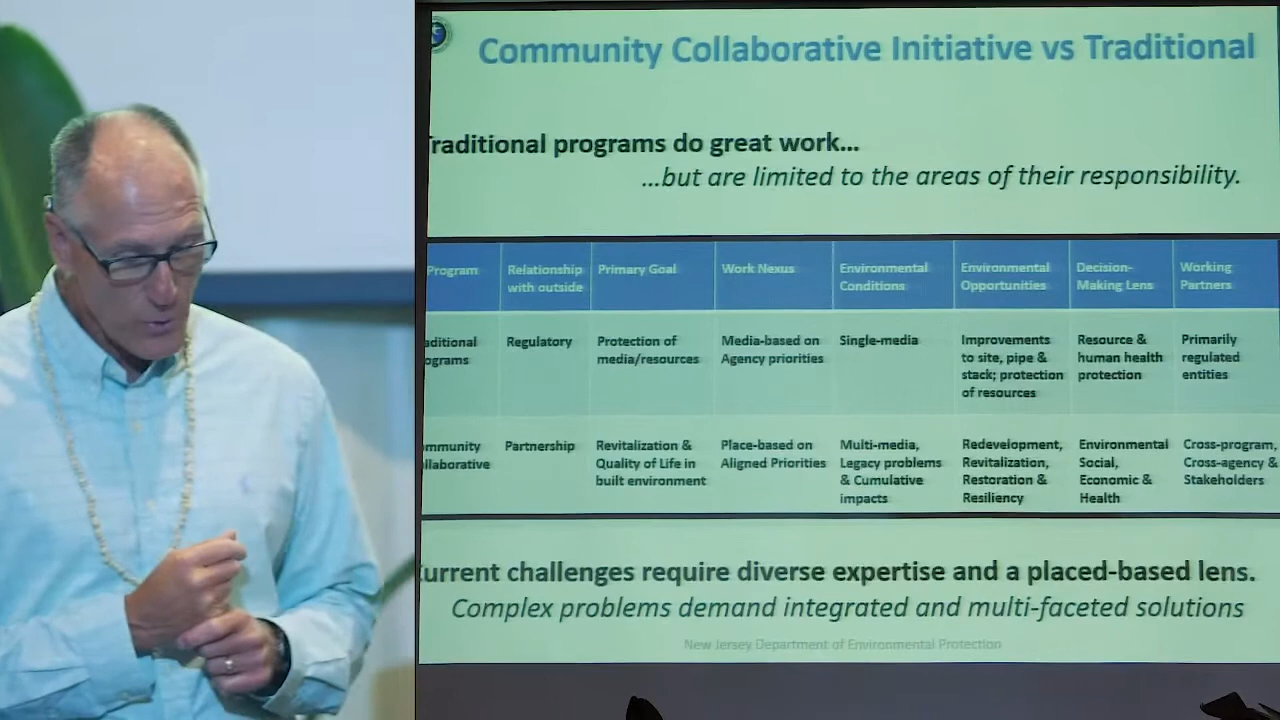 Community Collaborative Initiative vs Traditional
Traditional programs do great work…
…but are limited to the areas of their responsibility.
Program Relationship with outside Primary Goal Work Nexus Environmental Conditions Environmental Opportunities Decision-Making Lens Working Partners
aditional ograms Regulatory Protection of media/resources Media-based on Agency priorities Single-media Improvements to site, pipe & stack; protection of resources Resource & human health protection Primarily regulated entities
mmunity llaborative Partnership Revitalization & Quality of Life in built environment Place-based on Aligned Priorities Multi-media, Legacy problems & Cumulative impacts Redevelopment, Revitalization, Restoration & Resiliency Environmental Social, Economic & Health Cross-program, Cross-agency & Stakeholders
Current challenges require diverse expertise and a placed-based lens.
Complex problems demand integrated and multi-faceted solutions
New Jersey Department of Environmental Protection